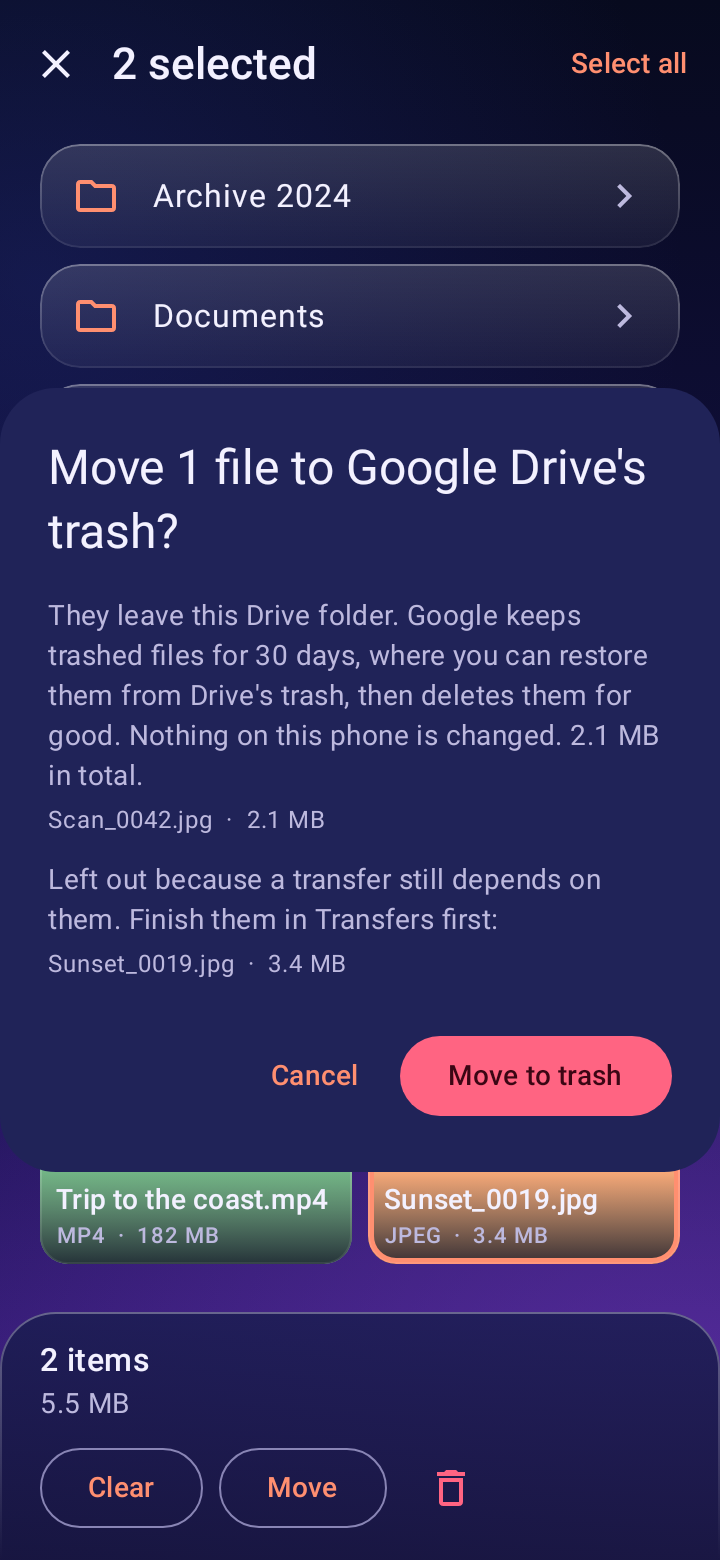 2 selected
Select all
Archive 2024
Documents
Move 1 file to Google Drive's
trash?
They leave this Drive folder. Google keeps
trashed files for 30 days, where you can restore
them from Drive's trash, then deletes them for
good. Nothing on this phone is changed. 2.1 MB
in total.
Scan_0042.jpg · 2.1 MB
Left out because a transfer still depends on
them. Finish them in Transfers first:
Sunset_0019.jpg · 3.4 MB
Cancel
Move to trash
Trip to the coast.mp4
MP4 · 182 MB
Sunset_0019.jpg
JPEG · 3.4 MB
2 items
5.5 MB
Clear
Move